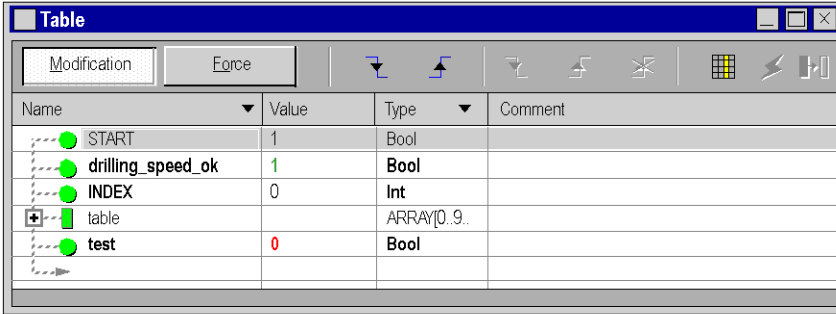 Table
Modification Force
Name Value Type Comment
START 1 Bool
drilling_speed_ok 1 Bool
INDEX 0 Int
table ARRAY[0..9..
test 0 Bool